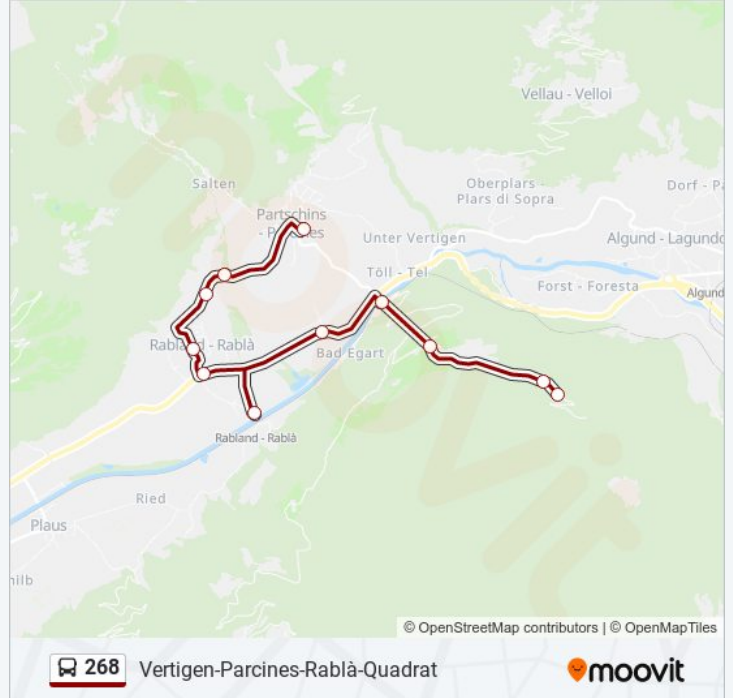 Vellau - Velloi
Salten
Oberplars -
Plars di Sopra
Dorf - Pa
Partschins
Unter Vertigen
Algund - Lagundo
Töll - Tel
Forst - Foresta
Algund
Rabland - Rablà
Bad Egart
Rabland - Rablà
Ried
Plaus
© OpenStreetMap contributors | © OpenMapTiles
268
Vertigen-Parcines-Rablà-Quadrat
moovit